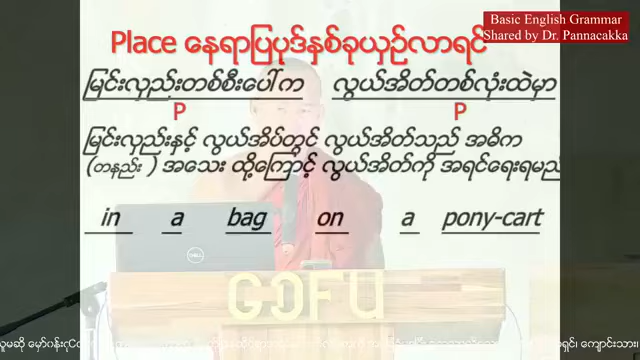 Basic English Grammar
Shared by Dr. Pannacakka
Place နေရာပြပုဒ်နှစ်ခုယှဉ်လာရင်
မြင်းလှည်းတစ်စီးပေါ်က လွယ်အိတ်တစ်လုံးထဲမှာ
P P
မြင်းလှည်းနှင့် လွယ်အိပ်တွင် လွယ်အိတ်သည် အဓိက
(တနည်း ) အသေး ထို့ကြောင့် လွယ်အိတ်ကို အရင်ရေးရမည်
in a bag on a pony-cart
DELL
GDFU